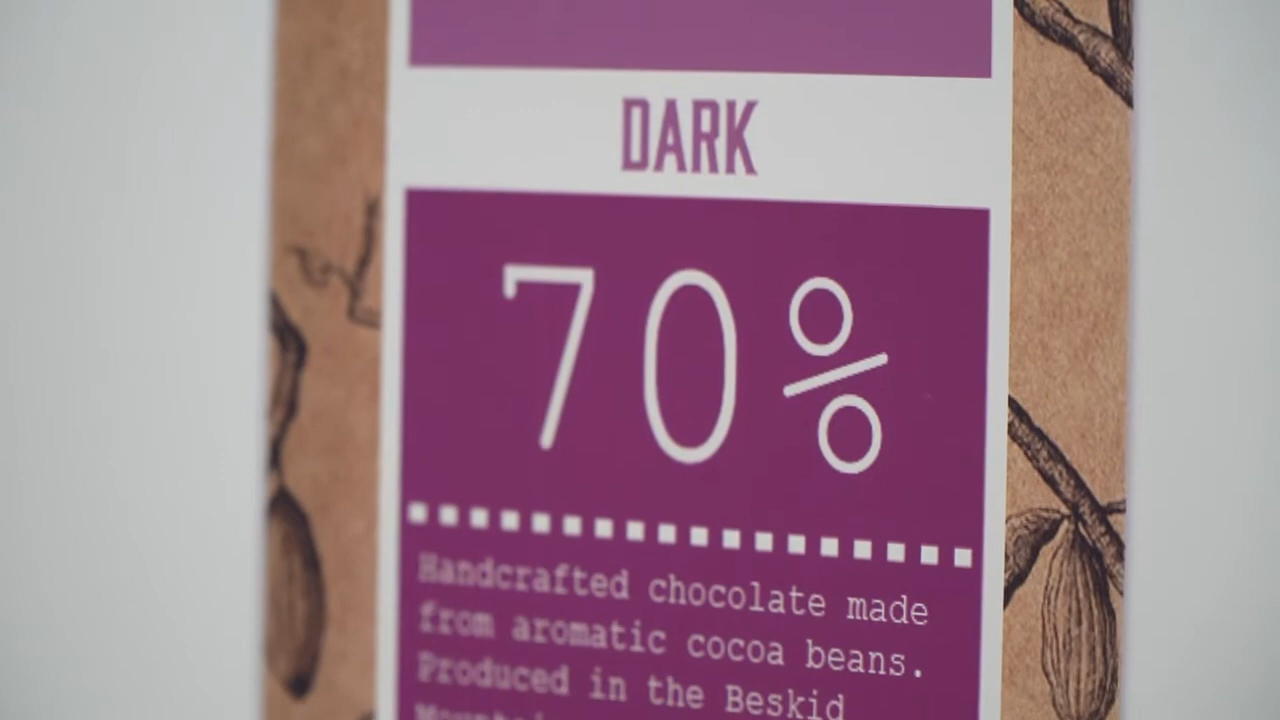 DARK
70%
Handcrafted chocolate made
from aromatic cocoa beans.
Produced in the Beskid